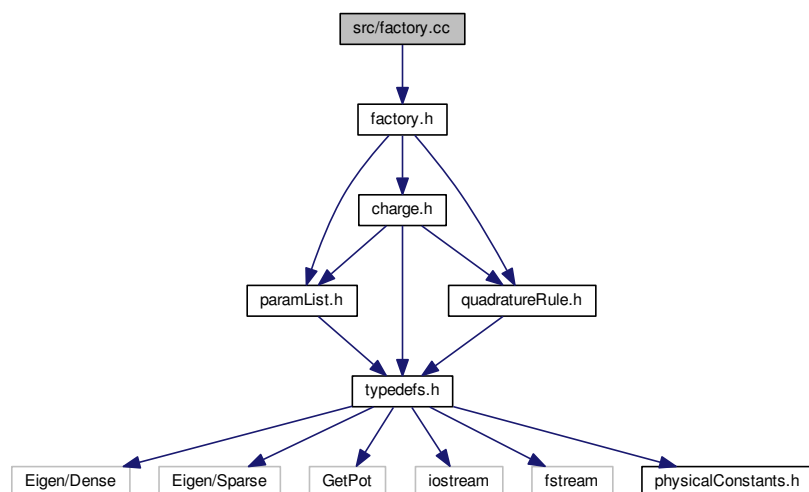 src/factory.cc
factory.h
charge.h
paramList.h
quadratureRule.h
typedefs.h
Eigen/Dense
Eigen/Sparse
GetPot
iostream
fstream
physicalConstants.h